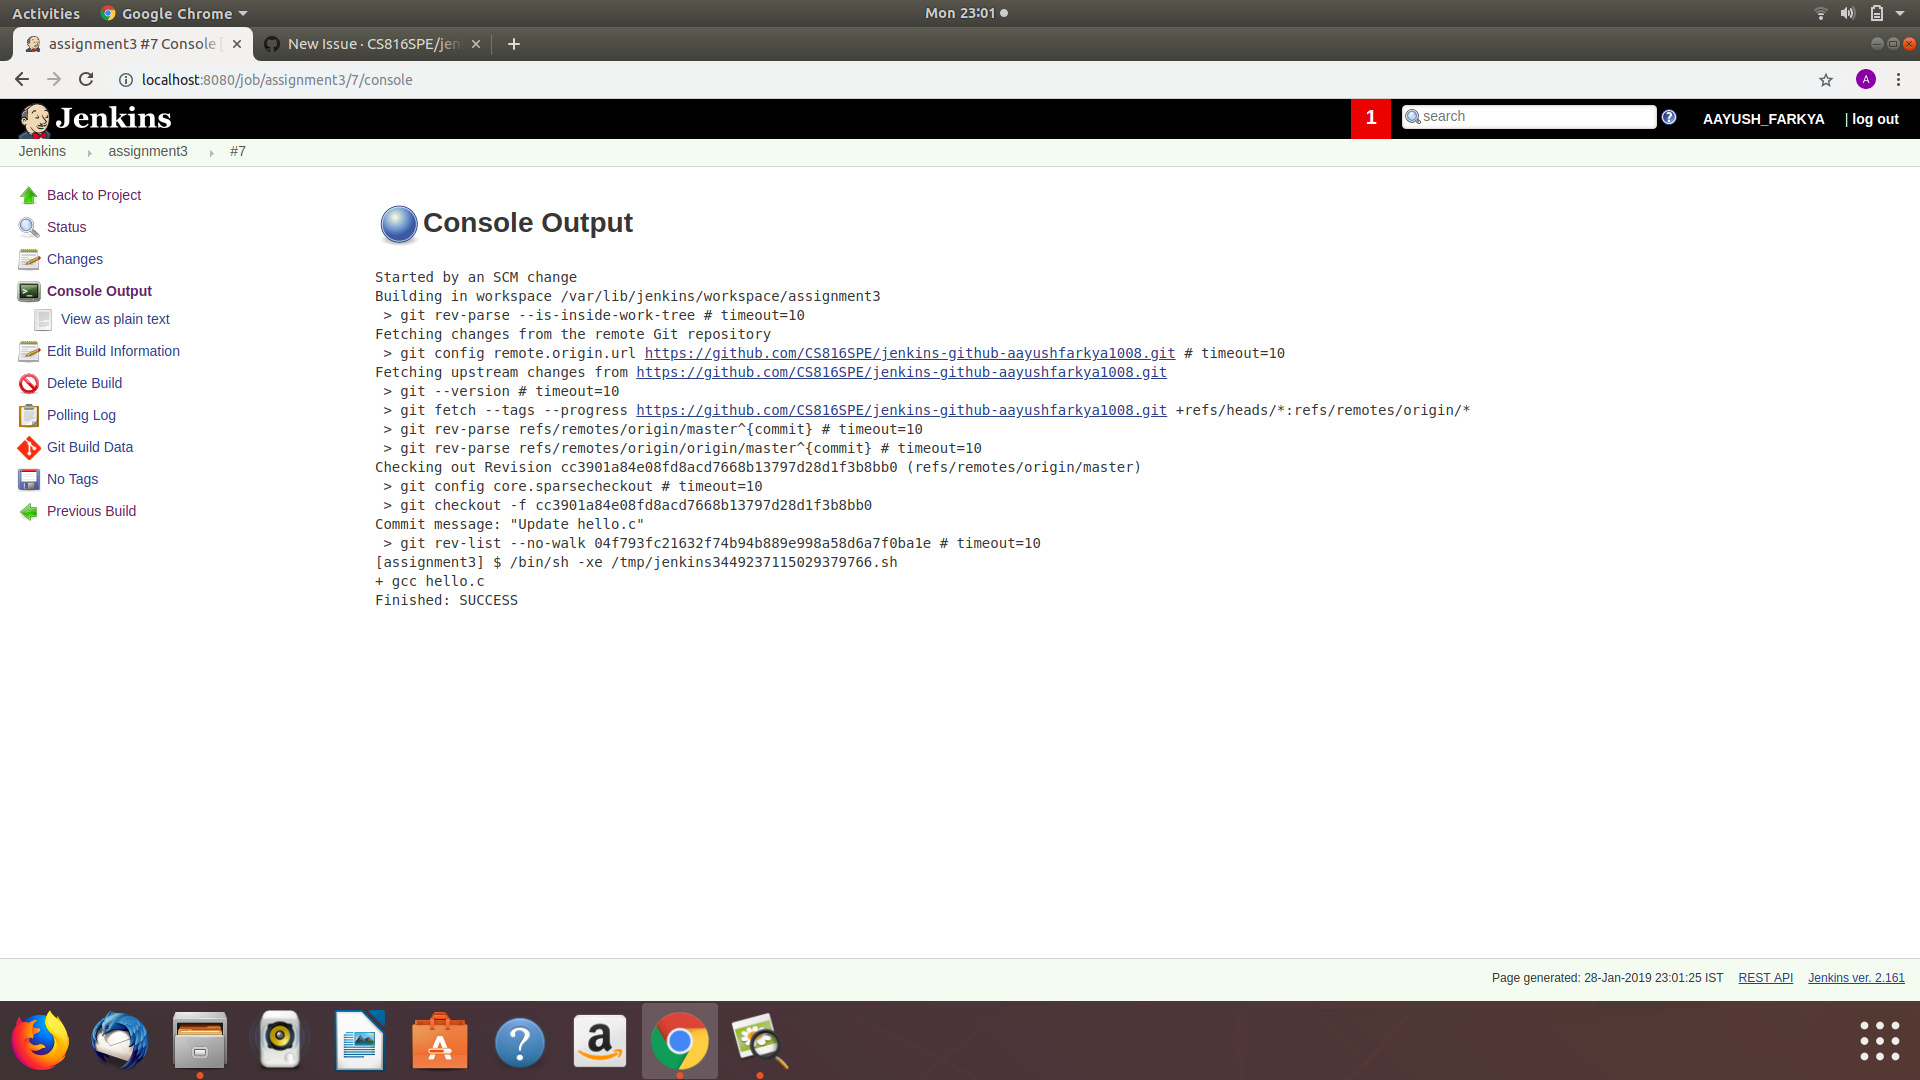 Activities
Google Chrome
Mon 23:01
assignment3 #7 Console
New Issue · CS816SPE/jen
localhost:8080/job/assignment3/7/console
A
Jenkins
1
search
?
AAYUSH_FARKYA
| log out
Jenkins
assignment3
#7
Back to Project
Status
Changes
Console Output
View as plain text
Edit Build Information
Delete Build
Polling Log
Git Build Data
No Tags
Previous Build
Console Output
Started by an SCM change
Building in workspace /var/lib/jenkins/workspace/assignment3
 > git rev-parse --is-inside-work-tree # timeout=10
Fetching changes from the remote Git repository
 > git config remote.origin.url https://github.com/CS816SPE/jenkins-github-aayushfarkya1008.git # timeout=10
Fetching upstream changes from https://github.com/CS816SPE/jenkins-github-aayushfarkya1008.git
 > git --version # timeout=10
 > git fetch --tags --progress https://github.com/CS816SPE/jenkins-github-aayushfarkya1008.git +refs/heads/*:refs/remotes/origin/*
 > git rev-parse refs/remotes/origin/master^{commit} # timeout=10
 > git rev-parse refs/remotes/origin/origin/master^{commit} # timeout=10
Checking out Revision cc3901a84e08fd8acd7668b13797d28d1f3b8bb0 (refs/remotes/origin/master)
 > git config core.sparsecheckout # timeout=10
 > git checkout -f cc3901a84e08fd8acd7668b13797d28d1f3b8bb0
Commit message: "Update hello.c"
 > git rev-list --no-walk 04f793fc21632f74b94b889e998a58d6a7f0ba1e # timeout=10
[assignment3] $ /bin/sh -xe /tmp/jenkins3449237115029379766.sh
+ gcc hello.c
Finished: SUCCESS
Page generated: 28-Jan-2019 23:01:25 IST
REST API
Jenkins ver. 2.161